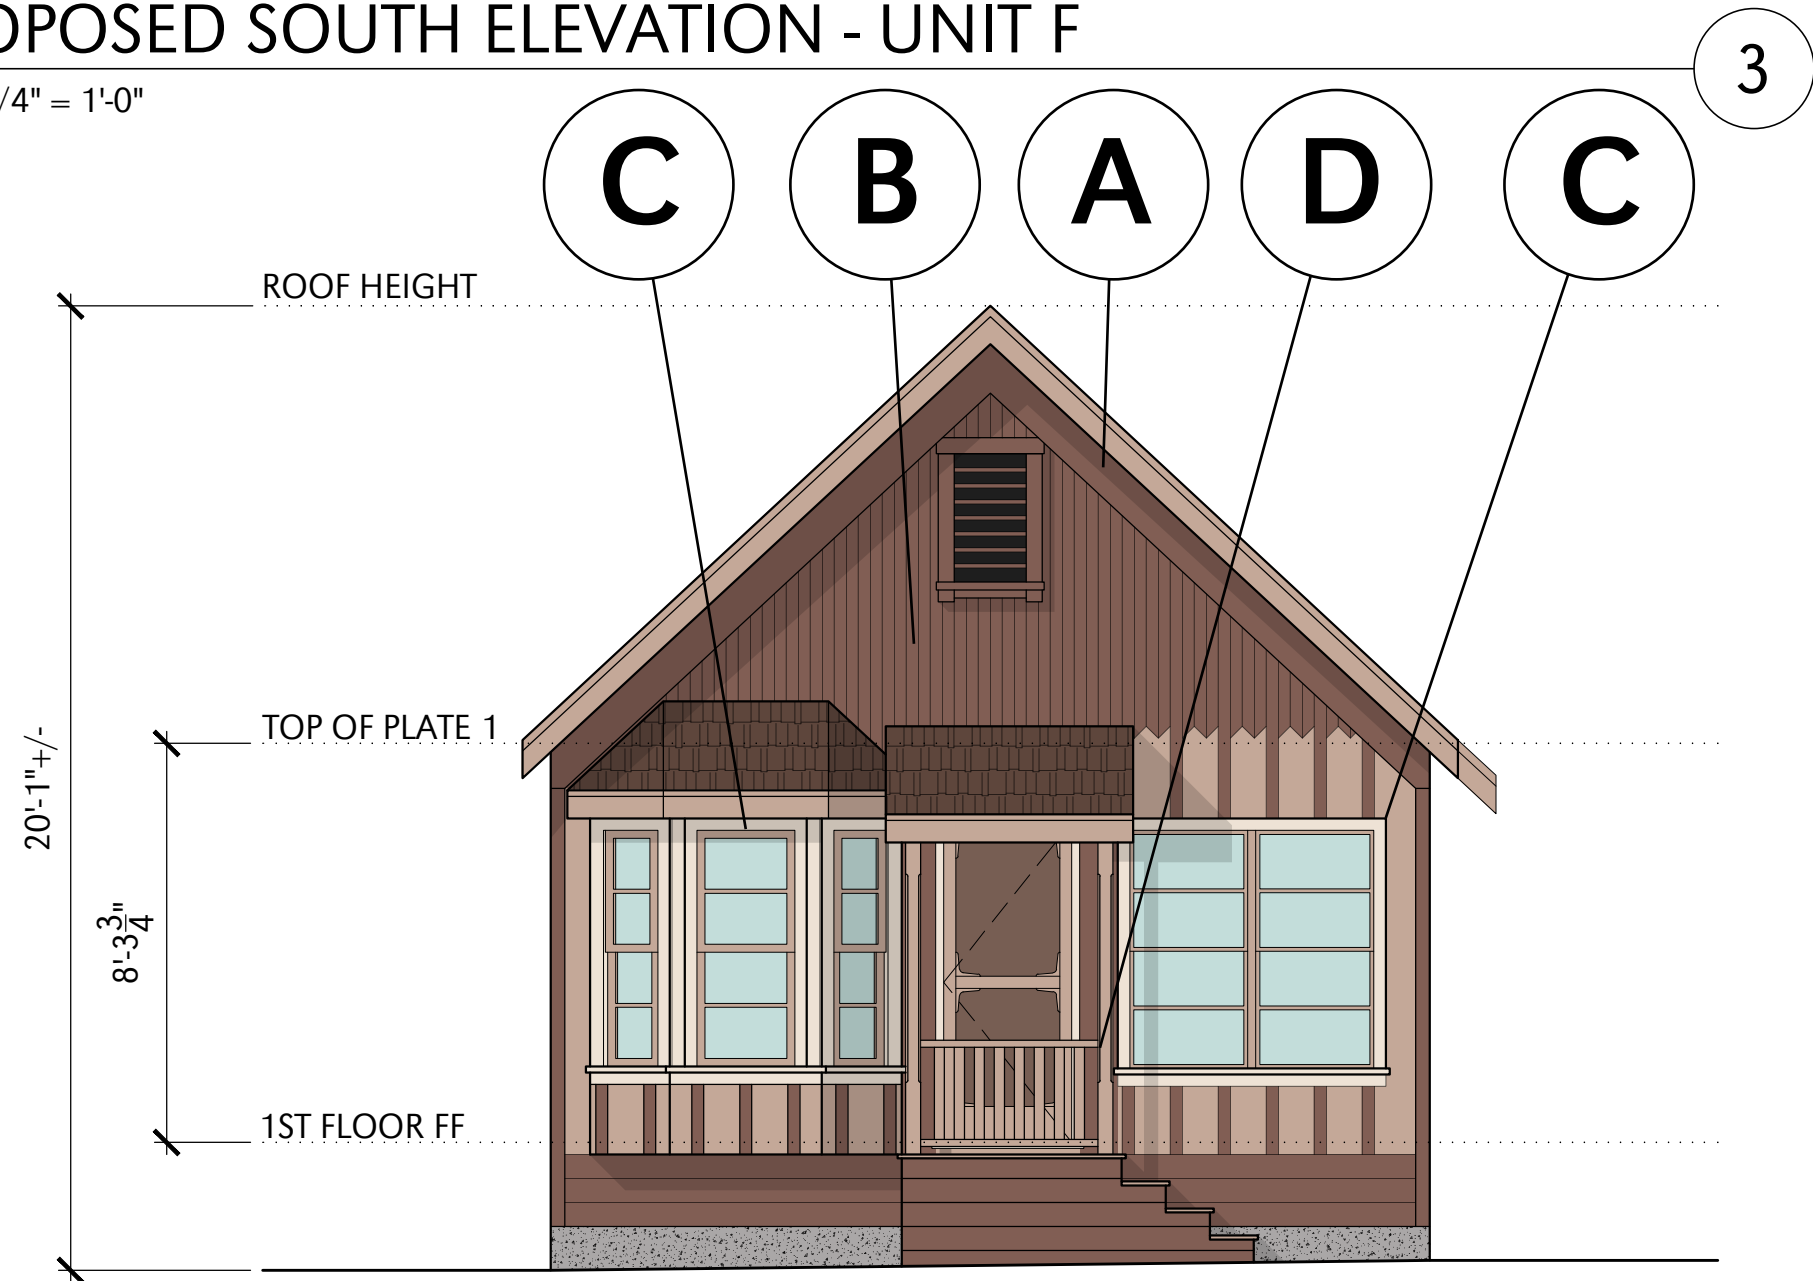 OPOSED SOUTH ELEVATION - UNIT F
3
/4" = 1'-0"
C B A D C
ROOF HEIGHT
TOP OF PLATE 1
20'-1"+/-
8'-3 3/4"
1ST FLOOR FF